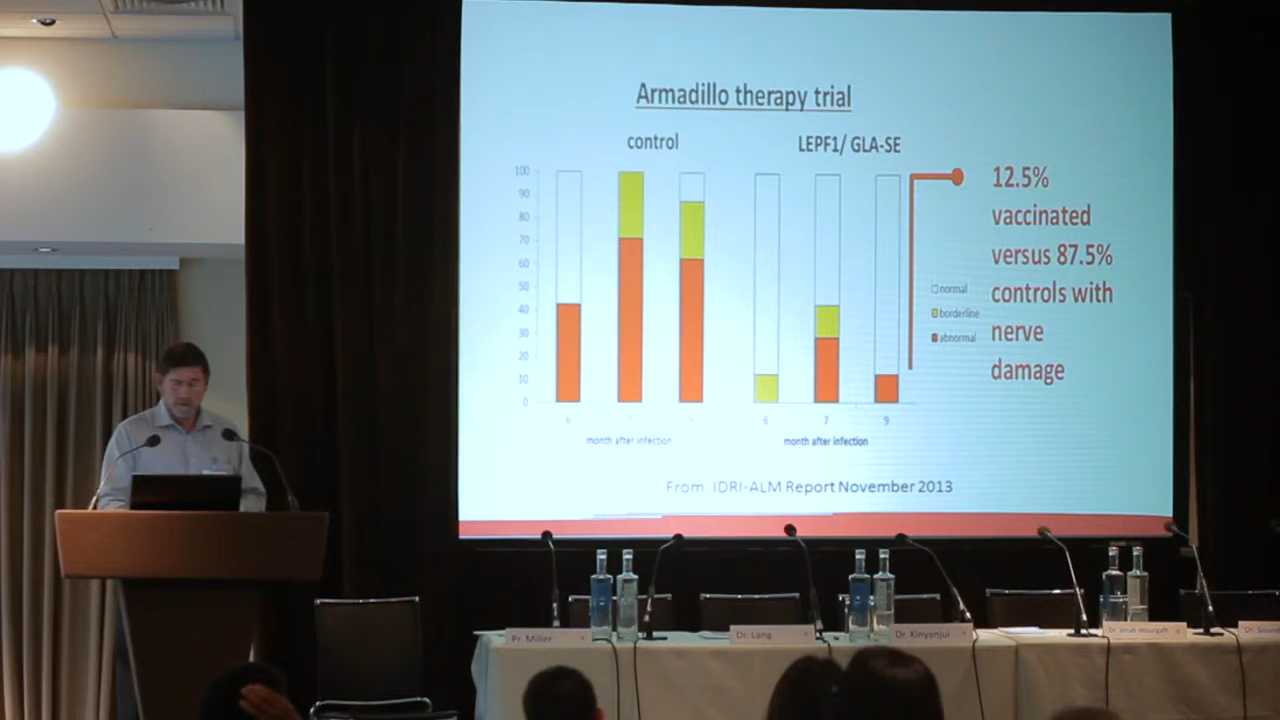 Armadillo therapy trial
control
LEPF1/ GLA-SE
100
90
80
70
60
50
40
30
20
10
0
6
6
7
9
month after infection
month after infection
normal
borderline
abnormal
12.5%
vaccinated
versus 87.5%
controls with
nerve
damage
From: IDRI-ALM Report November 2013
Pr. Miller
Dr. Lang
Dr. Kinyanjui